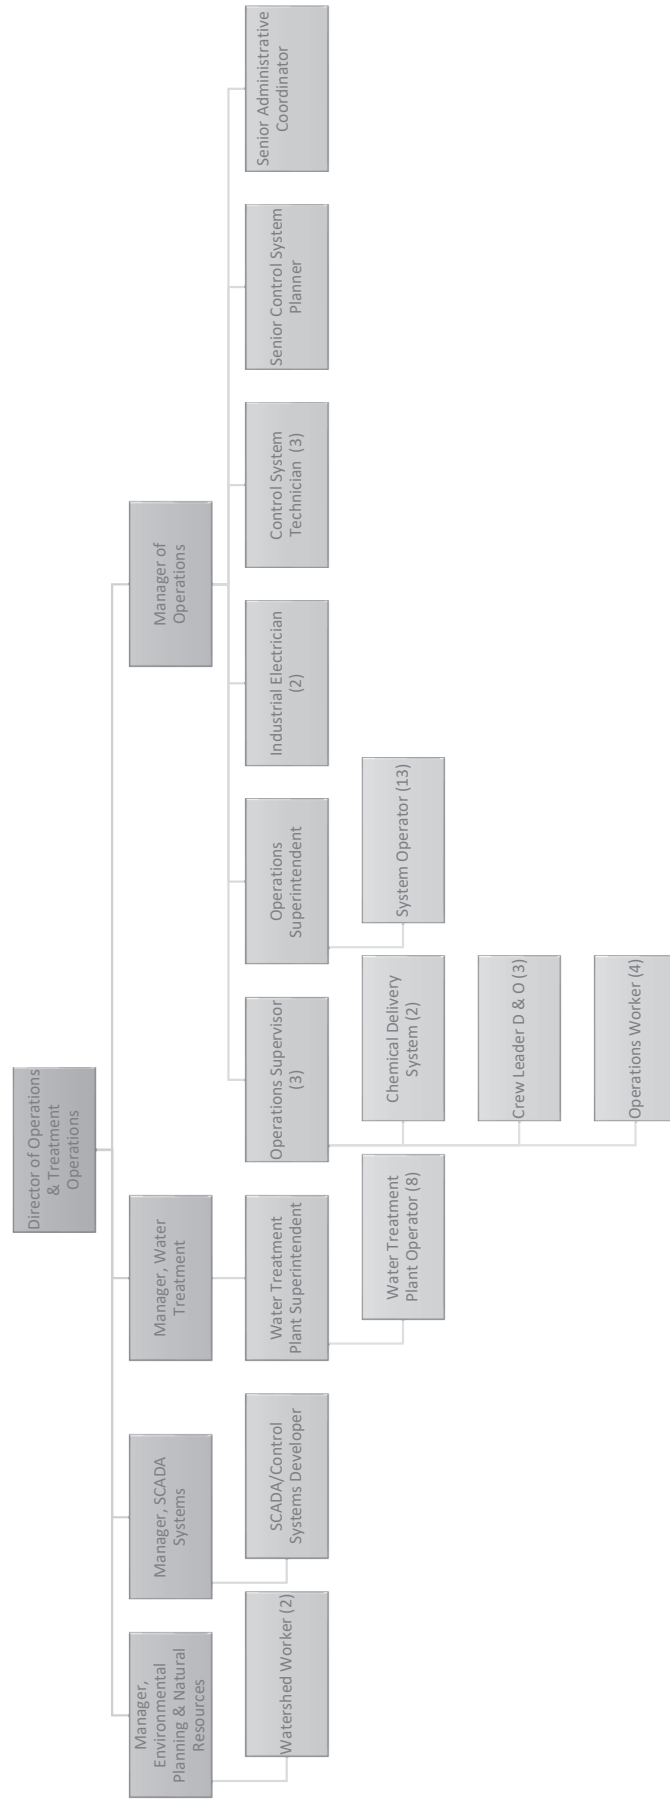 Director of Operations
& Treatment
Operations
Manager,
Environmental
Planning & Natural
Resources
Manager, SCADA
Systems
Manager, Water
Treatment
Manager of
Operations
Watershed Worker (2)
SCADA/Control
Systems Developer
Water Treatment
Plant Superintendent
Water Treatment
Plant Operator (8)
Operations Supervisor
(3)
Chemical Delivery
System (2)
Crew Leader D & O (3)
Operations Worker (4)
Operations
Superintendent
System Operator (13)
Industrial Electrician
(2)
Control System
Technician (3)
Senior Control System
Planner
Senior Administrative
Coordinator